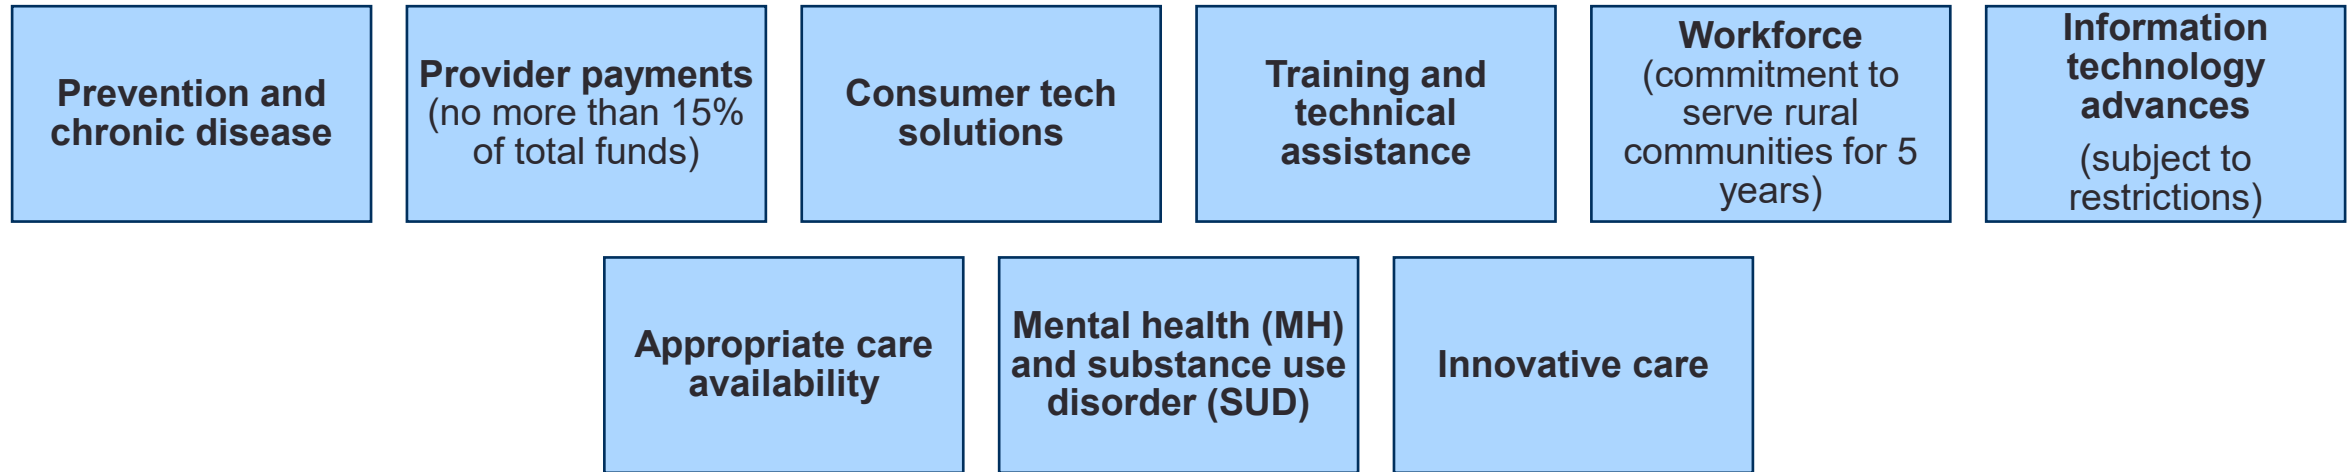 Prevention and
chronic disease
Provider payments
(no more than 15%
of total funds)
Consumer tech
solutions
Training and
technical
assistance
Workforce
(commitment to
serve rural
communities for 5
years)
Information
technology
advances
(subject to
restrictions)
Appropriate care
availability
Mental health (MH)
and substance use
disorder (SUD)
Innovative care